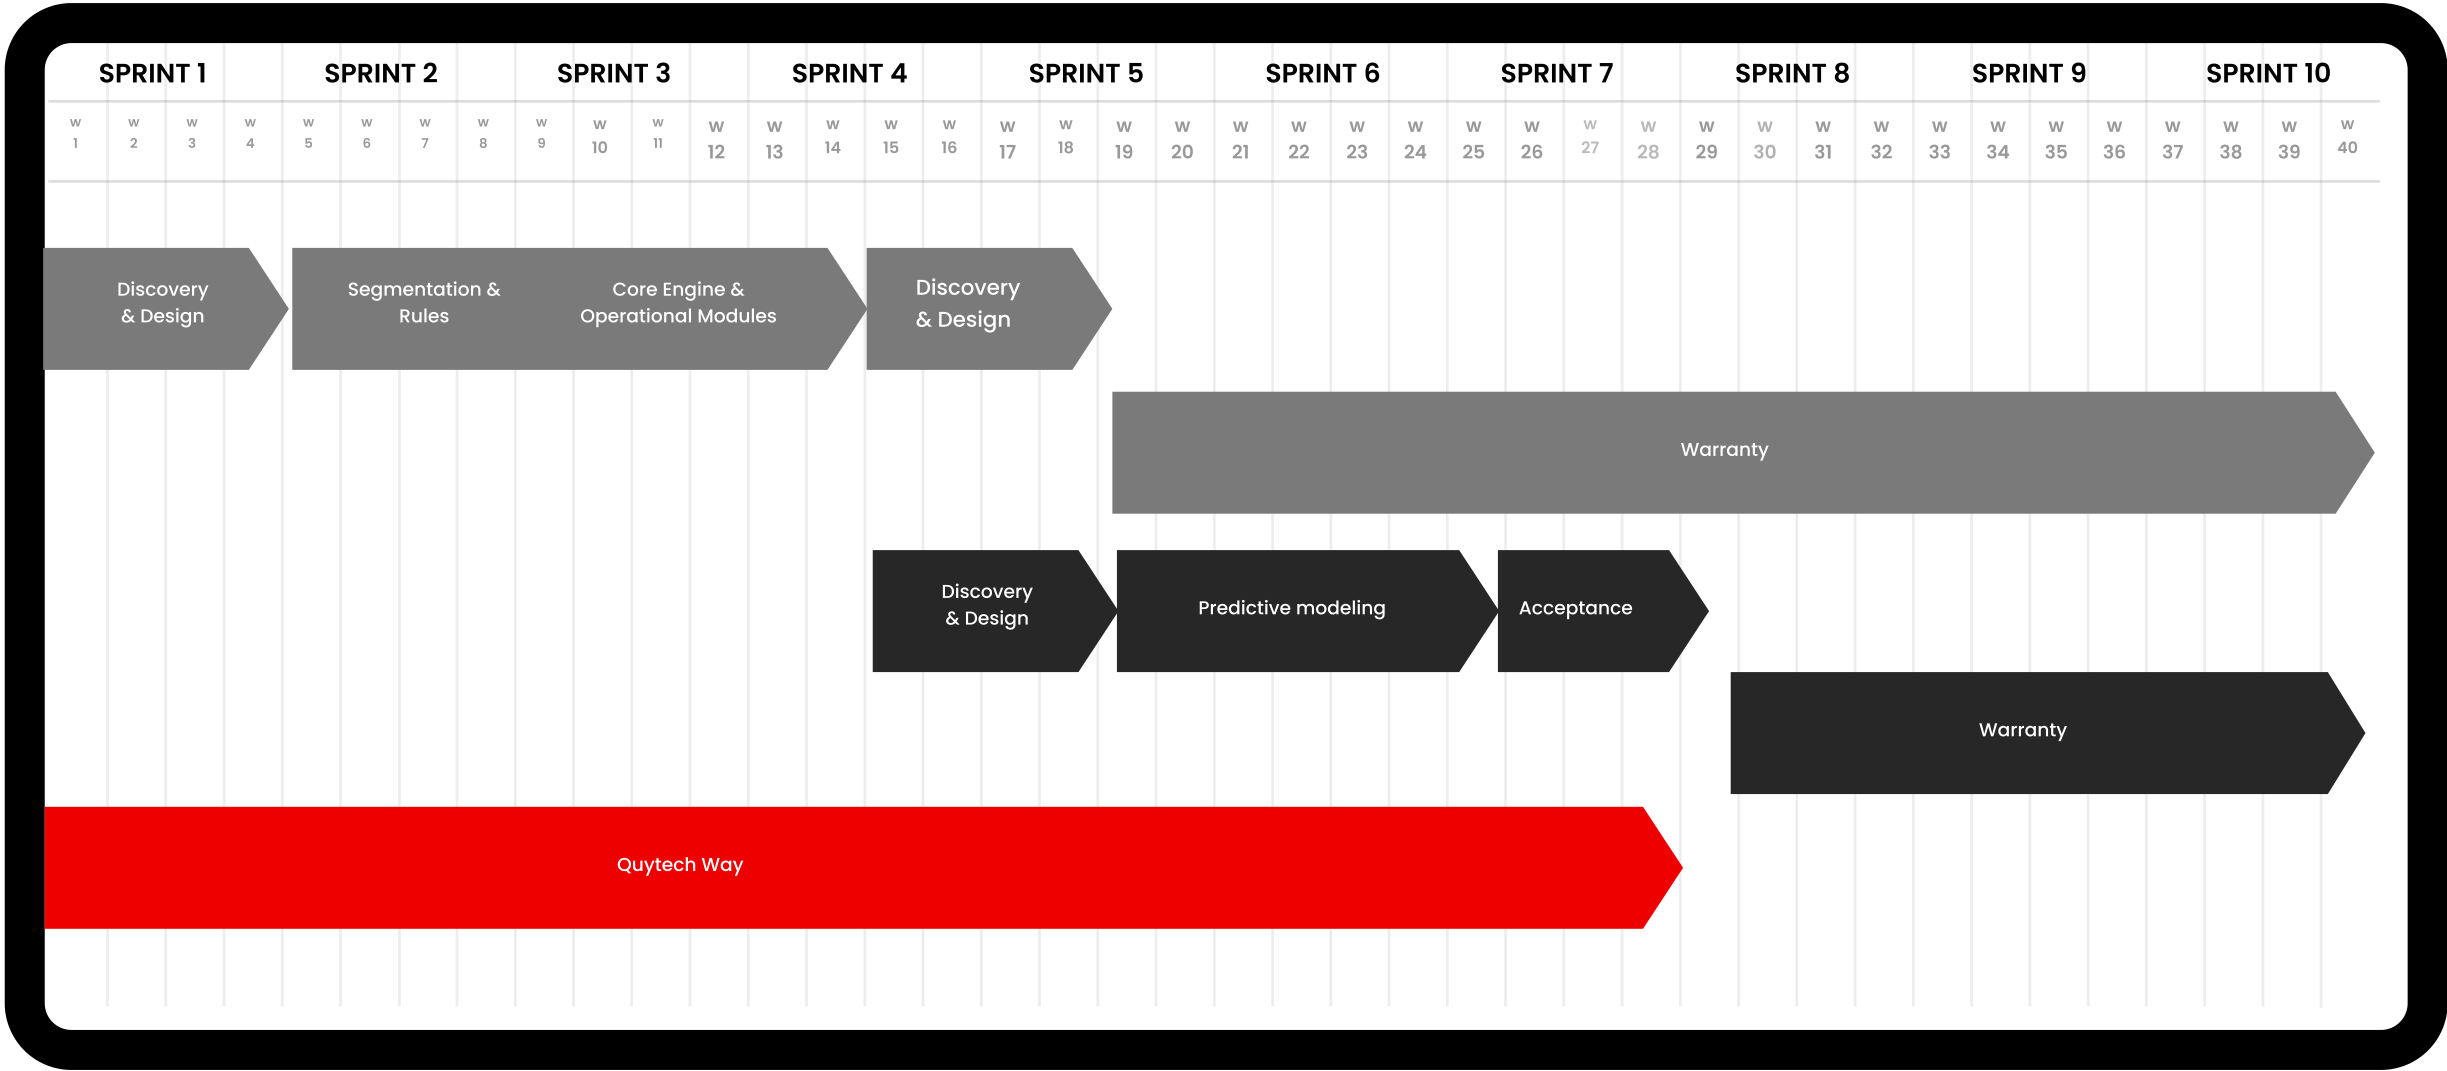 SPRINT 1 SPRINT 2 SPRINT 3 SPRINT 4 SPRINT 5 SPRINT 6 SPRINT 7 SPRINT 8 SPRINT 9 SPRINT 10
W W W W W W W W W W W W W W W W W W W W W W W W W W W W W W W W W W W W W W W W
1 2 3 4 5 6 7 8 9 10 11 12 13 14 15 16 17 18 19 20 21 22 23 24 25 26 27 28 29 30 31 32 33 34 35 36 37 38 39 40
Discovery
& Design
Segmentation &
Rules
Core Engine &
Operational Modules
Discovery
& Design
Warranty
Discovery
& Design
Predictive modeling
Acceptance
Warranty
Quytech Way